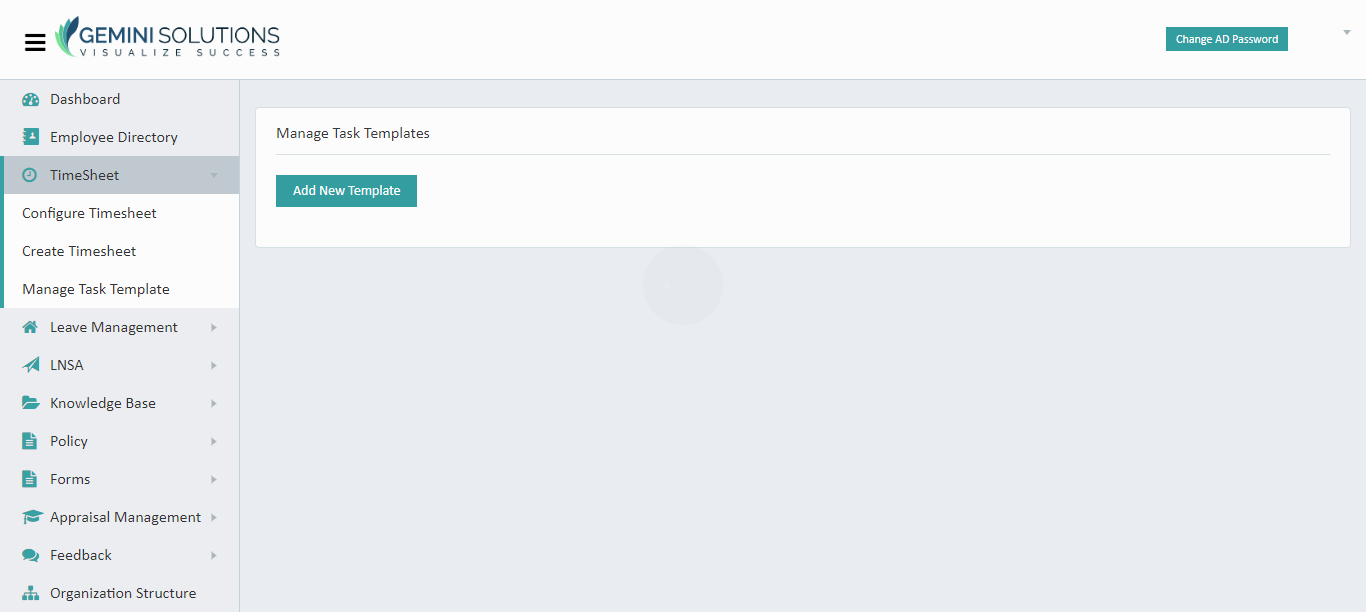 GEMINI SOLUTIONS
VISUALIZE SUCCESS
Change AD Password
Dashboard
Employee Directory
TimeSheet
Configure Timesheet
Create Timesheet
Manage Task Template
Leave Management
LNSA
Knowledge Base
Policy
Forms
Appraisal Management
Feedback
Organization Structure
Manage Task Templates
Add New Template